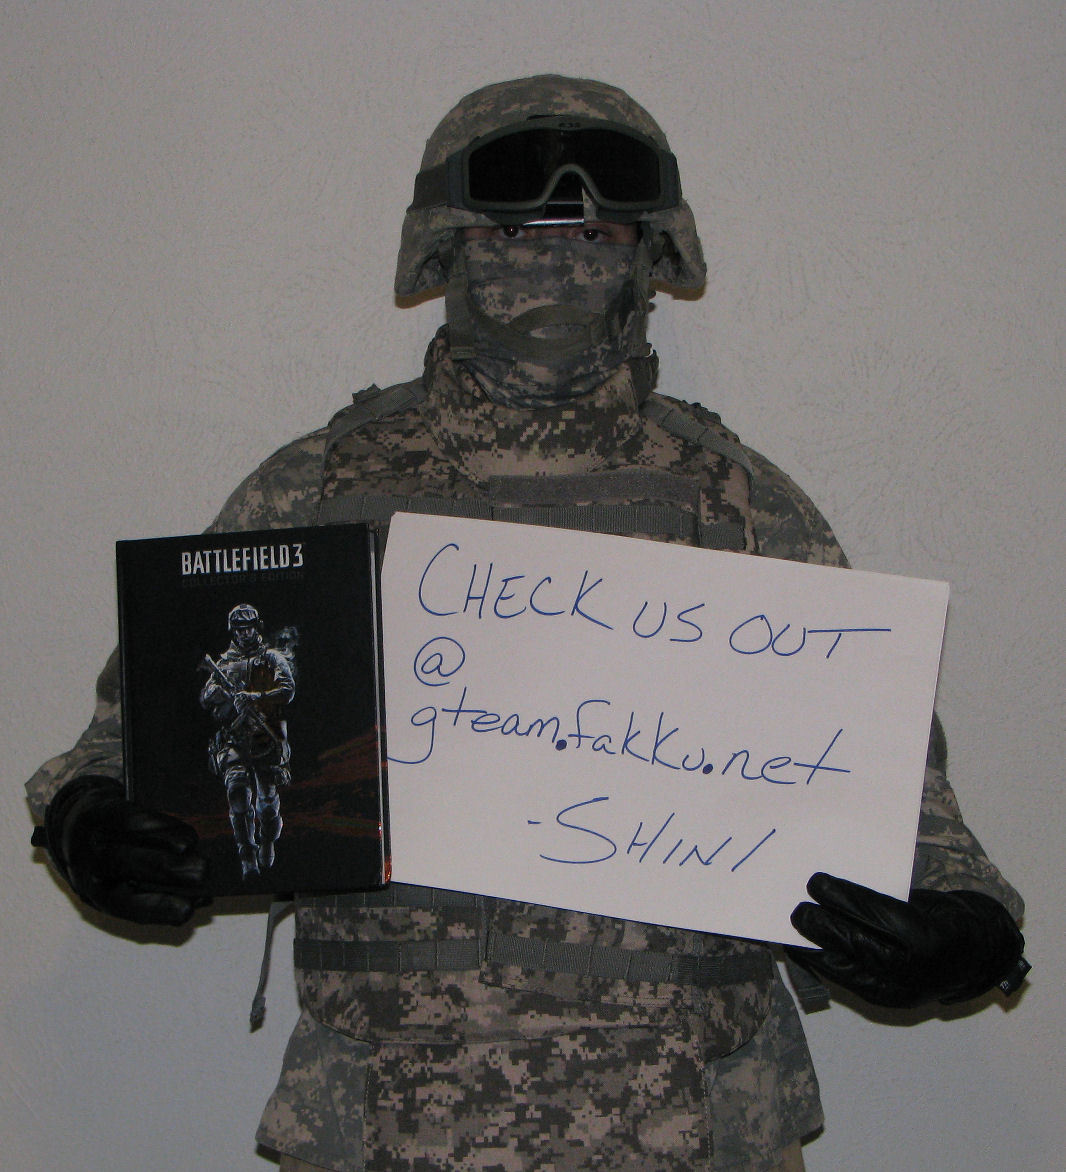 BATTLEFIELD 3
COLLECTOR'S EDITION
CHECK US OUT
@
gteam.fakku.net
-SHINI